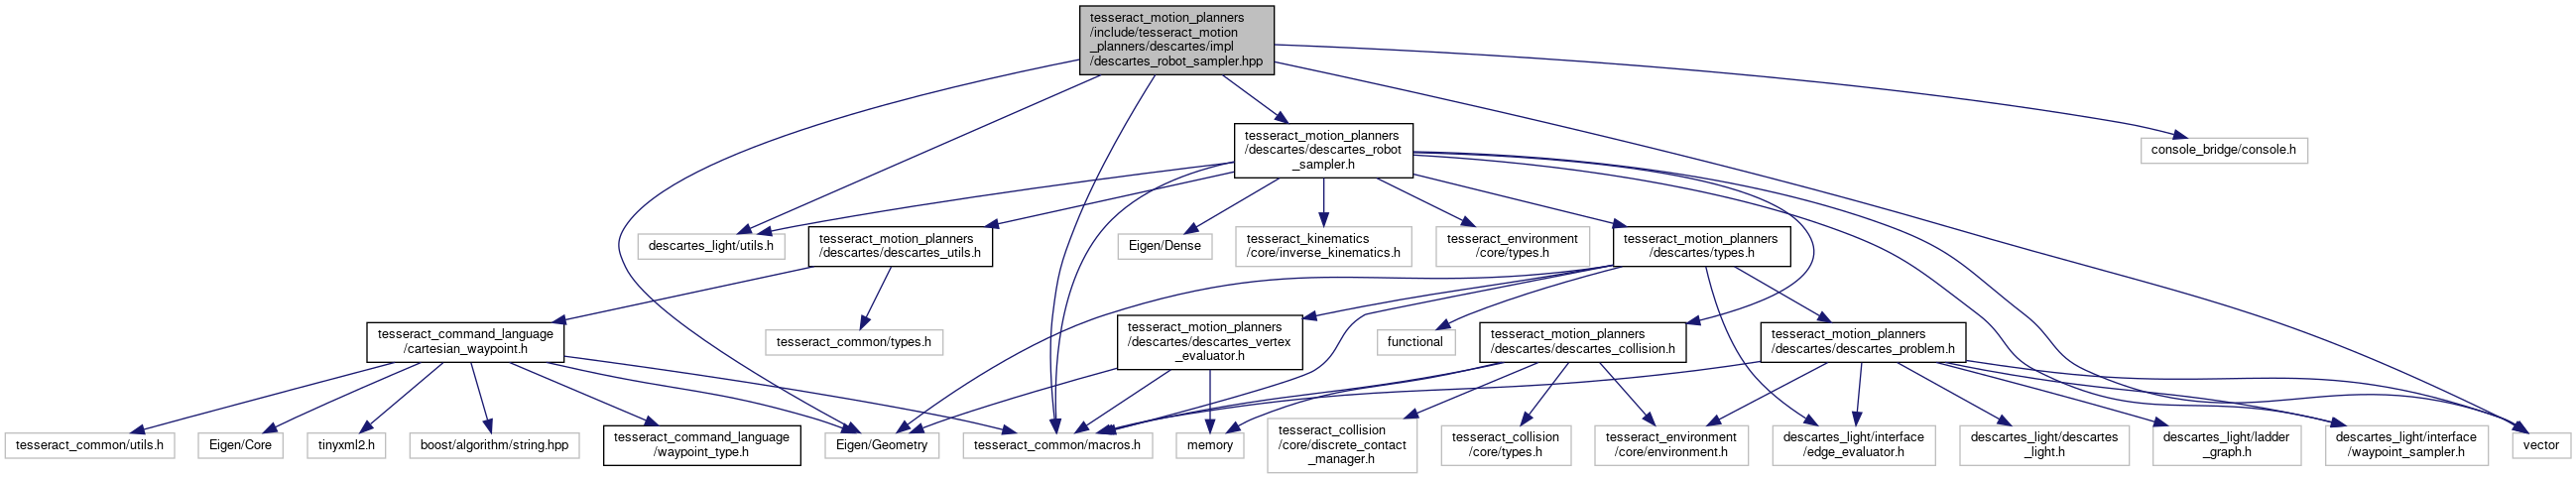 tesseract_motion_planners
/include/tesseract_motion
_planners/descartes/impl
/descartes_robot_sampler.hpp
tesseract_motion_planners
/descartes/descartes_robot
_sampler.h
console_bridge/console.h
descartes_light/utils.h
tesseract_motion_planners
/descartes/descartes_utils.h
Eigen/Dense
tesseract_kinematics
/core/inverse_kinematics.h
tesseract_environment
/core/types.h
tesseract_motion_planners
/descartes/types.h
tesseract_command_language
/cartesian_waypoint.h
tesseract_common/types.h
tesseract_motion_planners
/descartes/descartes_vertex
_evaluator.h
functional
tesseract_motion_planners
/descartes/descartes_collision.h
tesseract_motion_planners
/descartes/descartes_problem.h
tesseract_common/utils.h
Eigen/Core
tinyxml2.h
boost/algorithm/string.hpp
tesseract_command_language
/waypoint_type.h
Eigen/Geometry
tesseract_common/macros.h
memory
tesseract_collision
/core/discrete_contact
_manager.h
tesseract_collision
/core/types.h
tesseract_environment
/core/environment.h
descartes_light/interface
/edge_evaluator.h
descartes_light/descartes
_light.h
descartes_light/ladder
_graph.h
descartes_light/interface
/waypoint_sampler.h
vector